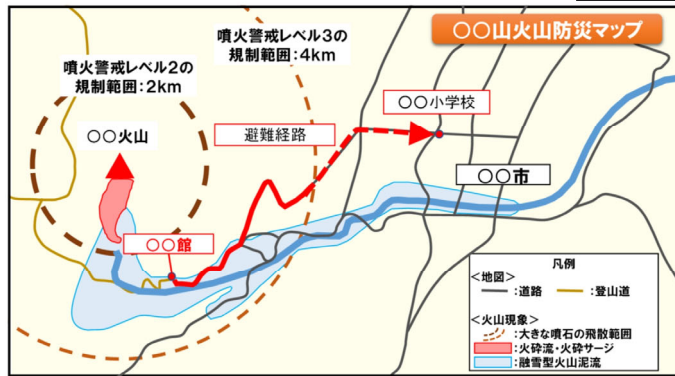 〇〇山火山防災マップ
噴火警戒レベル3の
規制範囲:4km
噴火警戒レベル2の
規制範囲:2km
〇〇小学校
〇〇火山
避難経路
〇〇市
〇〇館
凡例
<地図>
:道路
:登山道
<火山現象>
:大きな噴石の飛散範囲
:火砕流・火砕サージ
:融雪型火山泥流